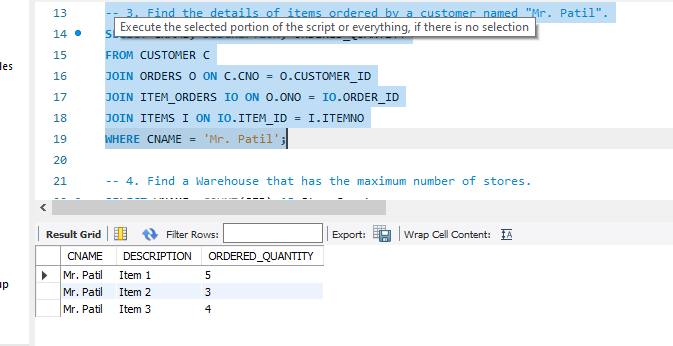 13 -- 3. Find the details of items ordered by a customer named "Mr. Patil".
14
Execute the selected portion of the script or everything, if there is no selection
15 FROM CUSTOMER C
16 JOIN ORDERS O ON C.CNO = O.CUSTOMER_ID
17 JOIN ITEM_ORDERS IO ON O.ONO = IO.ORDER_ID
18 JOIN ITEMS I ON IO.ITEM_ID = I.ITEMNO
19 WHERE CNAME = 'Mr. Patil';
20
21 -- 4. Find a Warehouse that has the maximum number of stores.
Result Grid Filter Rows: Export: Wrap Cell Content:
CNAME DESCRIPTION ORDERED_QUANTITY
Mr. Patil Item 1 5
Mr. Patil Item 2 3
Mr. Patil Item 3 4